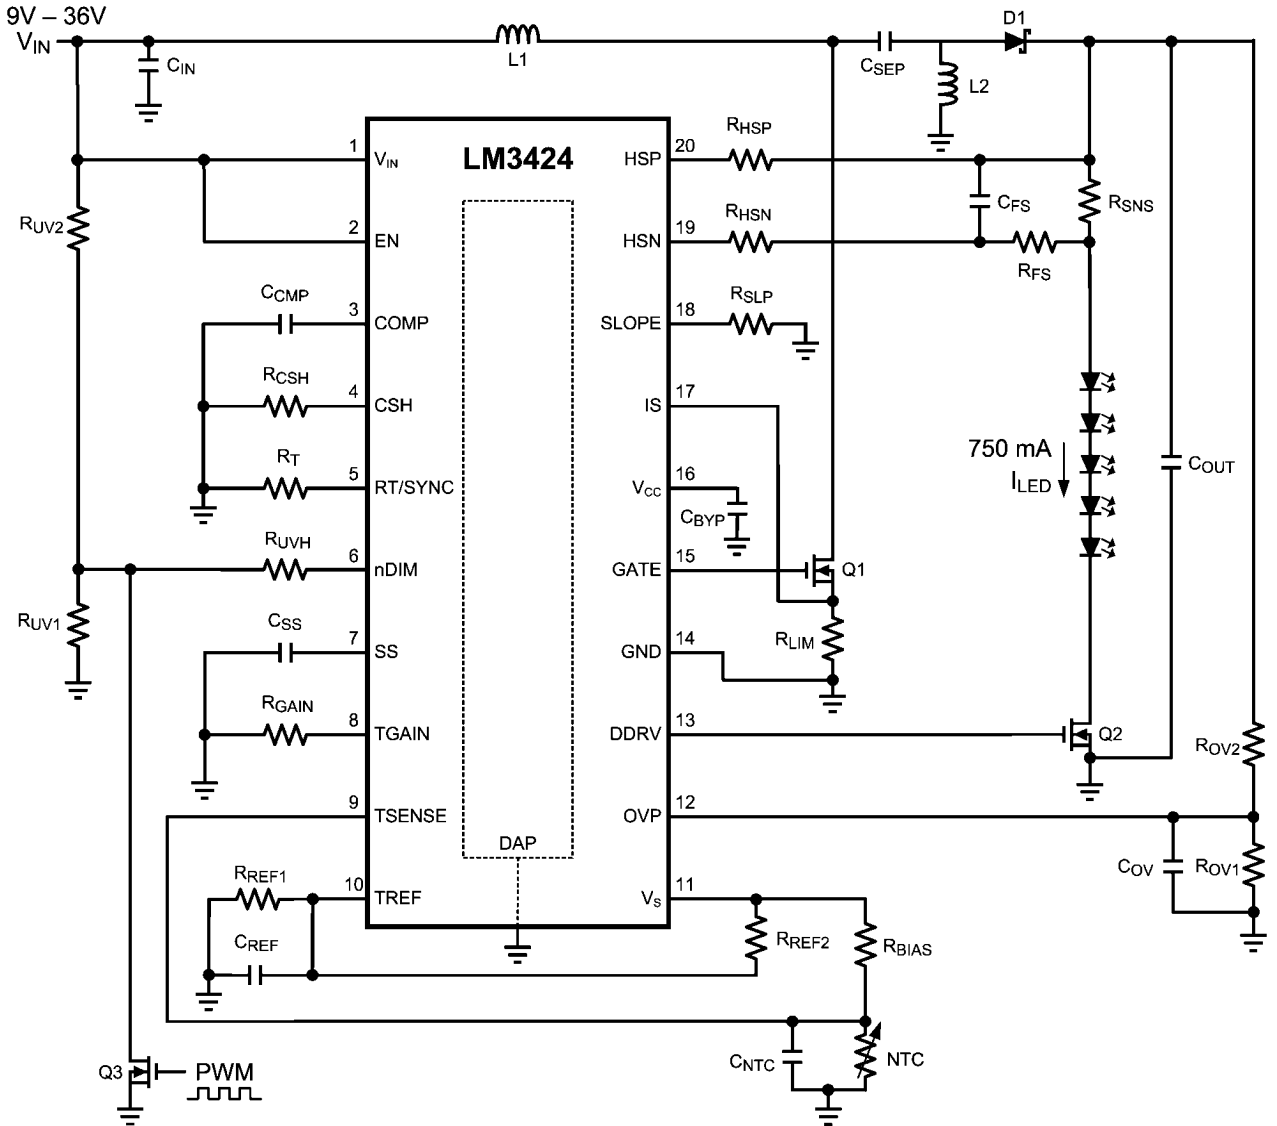 9V – 36V
VIN
CIN
L1
CSEP
D1
L2
LM3424
1 VIN
2 EN
3 COMP
4 CSH
5 RT/SYNC
6 nDIM
7 SS
8 TGAIN
9 TSENSE
10 TREF
20 HSP
19 HSN
18 SLOPE
17 IS
16 VCC
15 GATE
14 GND
13 DDRV
12 OVP
11 VS
DAP
RUV2
CCMP
RCSH
RT
RUVH
RUV1
CSS
RGAIN
RREF1
CREF
Q3
PWM
RHSP
RHSN
CFS
RSNS
RFS
RSLP
CBYP
Q1
RLIM
750 mA
ILED
COUT
Q2
ROV2
COV
ROV1
RREF2
RBIAS
CNTC
NTC